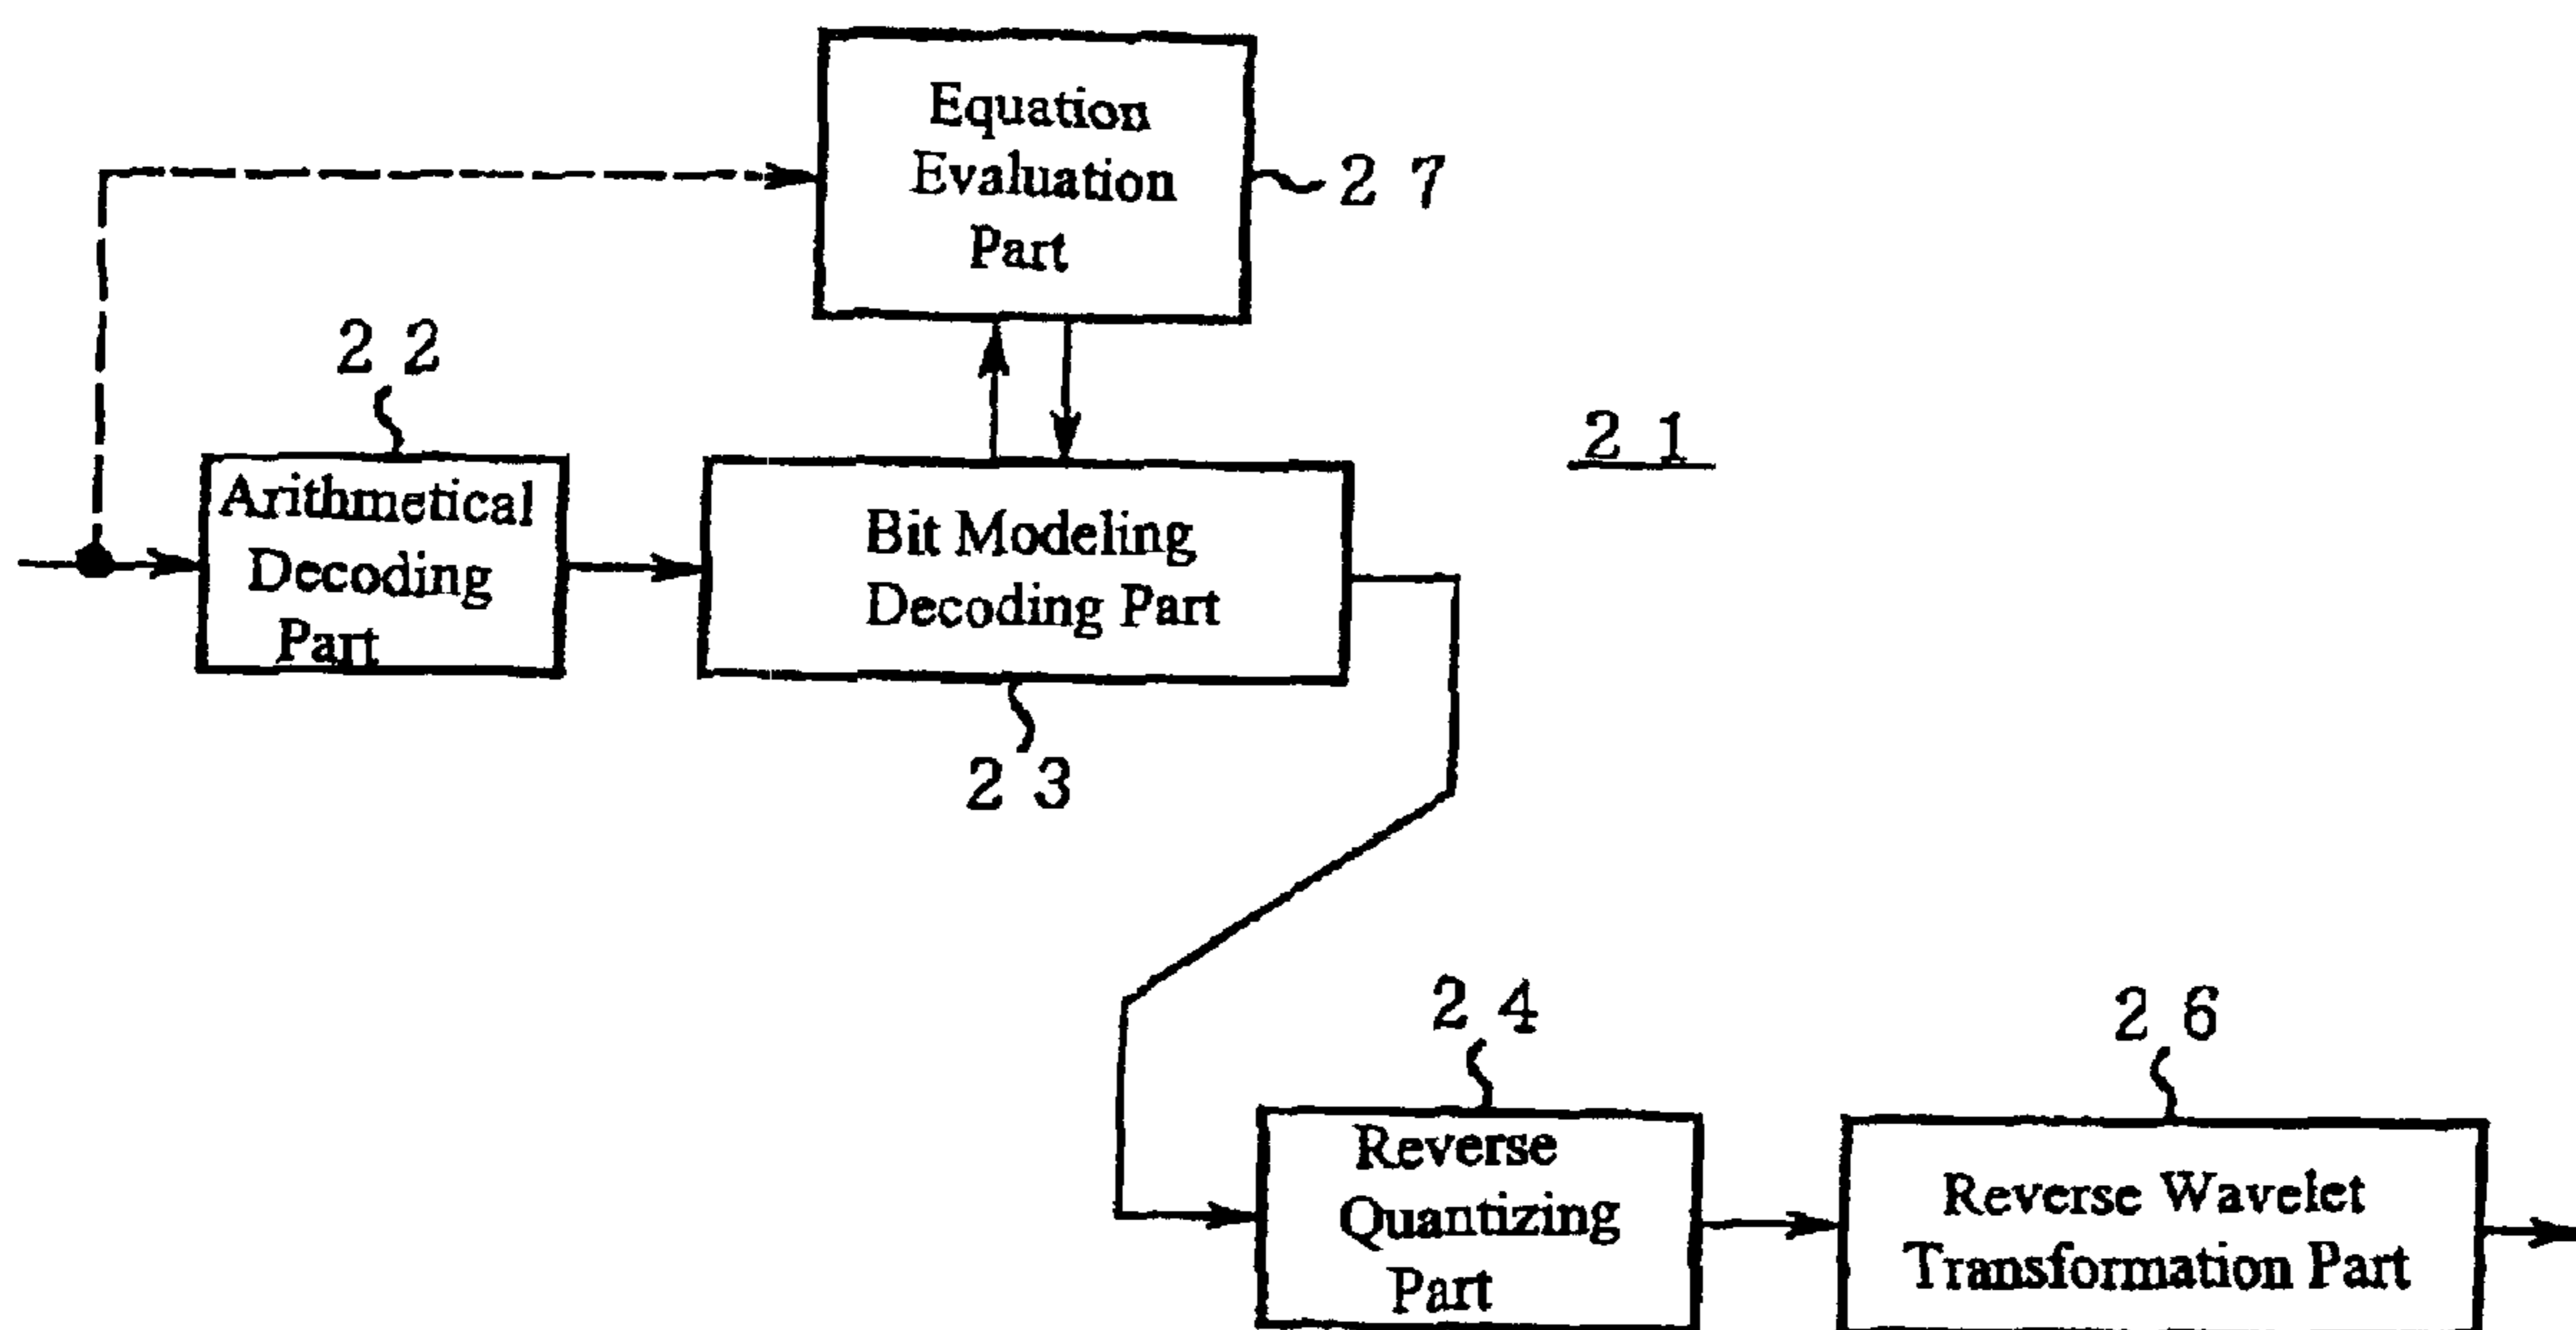 Equation
Evaluation
Part
2 7
2 2
Arithmetical
Decoding
Part
Bit Modeling
Decoding Part
2 1
2 3
2 4
Reverse
Quantizing
Part
2 6
Reverse Wavelet
Transformation Part